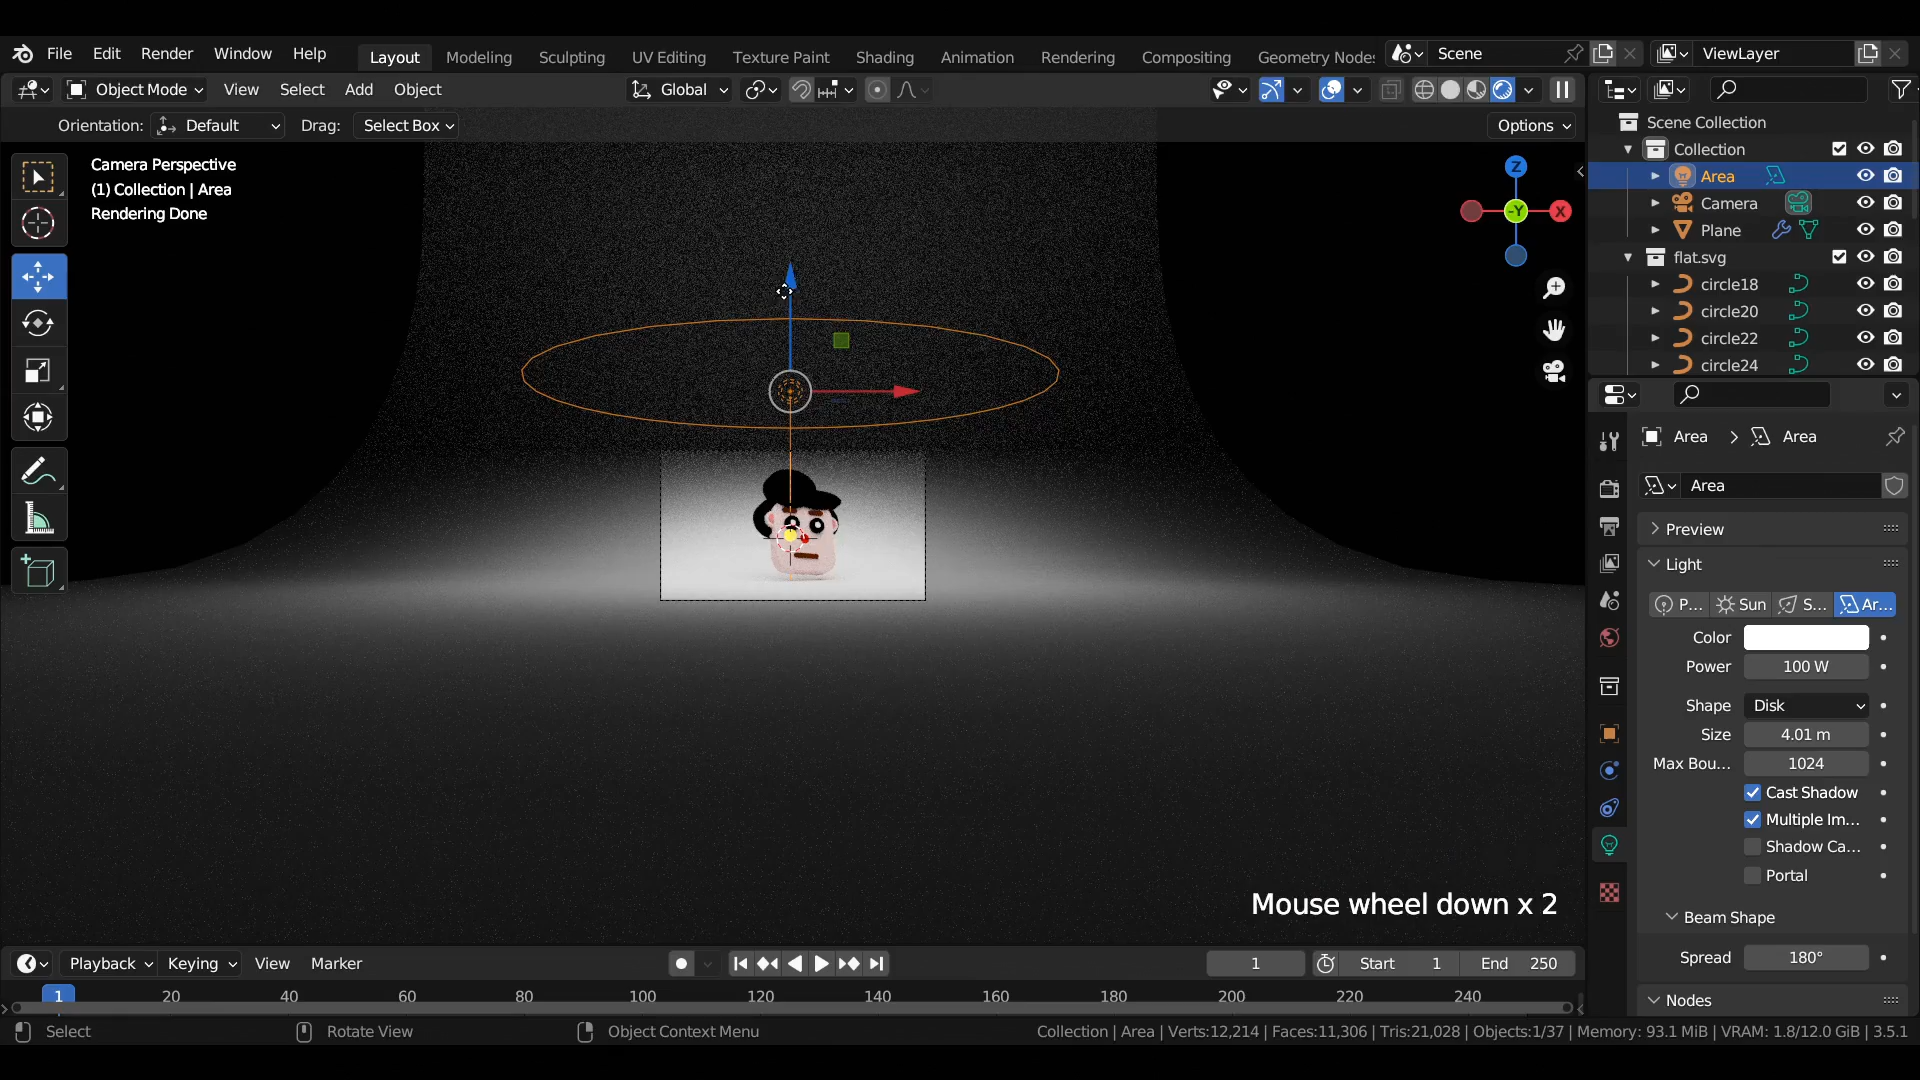 File Edit Render Window Help Layout Modeling Sculpting UV Editing Texture Paint Shading Animation Rendering Compositing Geometry Nodes Scene ViewLayer
Object Mode View Select Add Object Global
Orientation: Default Drag: Select Box Options
Camera Perspective
(1) Collection | Area
Rendering Done
Z
-Y
X
Scene Collection
Collection
Area
Camera
Plane
flat.svg
circle18
circle20
circle22
circle24
Area > Area
Area
Preview
Light
P... Sun S... Ar...
Color
Power 100 W
Shape Disk
Size 4.01 m
Max Bou... 1024
Cast Shadow
Multiple Im...
Shadow Ca...
Portal
Beam Shape
Spread 180°
Nodes
Mouse wheel down x 2
Playback Keying View Marker 1 Start 1 End 250
1 20 40 60 80 100 120 140 160 180 200 220 240
Select Rotate View Object Context Menu Collection | Area | Verts:12,214 | Faces:11,306 | Tris:21,028 | Objects:1/37 | Memory: 93.1 MiB | VRAM: 1.8/12.0 GiB | 3.5.1